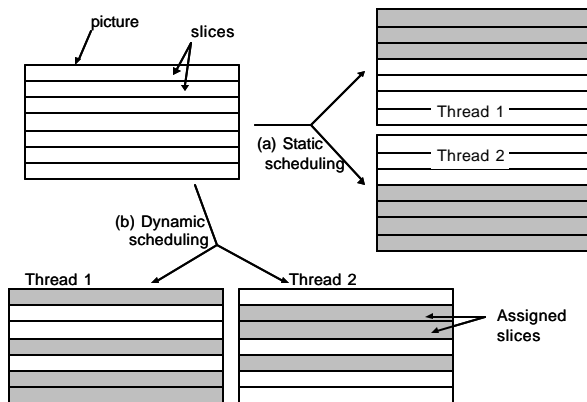 picture
slices
Thread 1
(a) Static
scheduling
Thread 2
(b) Dynamic
scheduling
Thread 1
Thread 2
Assigned
slices